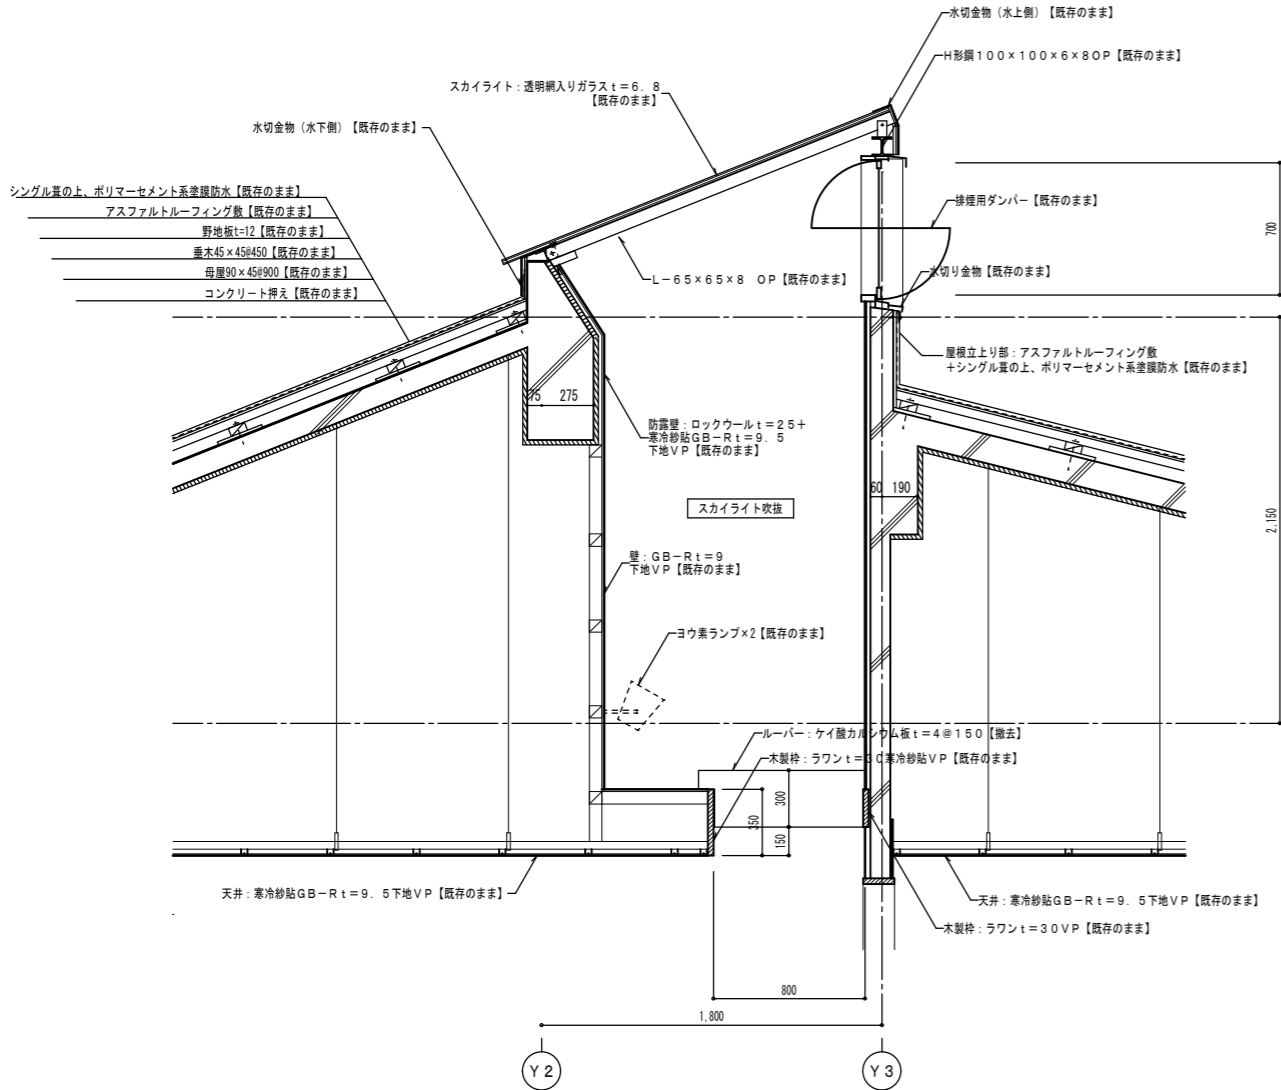 水切金物（水上側）【既存のまま】
H形鋼１００×１００×６×８ＯＰ【既存のまま】
スカイライト：透明網入りガラスｔ＝６．８
【既存のまま】
水切金物（水下側）【既存のまま】
シングル葺の上、ポリマーセメント系塗膜防水【既存のまま】
アスファルトルーフィング敷【既存のまま】
野地板t=12【既存のまま】
垂木45×45@450【既存のまま】
母屋90×45@900【既存のまま】
コンクリート押え【既存のまま】
排煙用ダンパー【既存のまま】
700
Ｌ－６５×６５×８　ＯＰ【既存のまま】
水切り金物【既存のまま】
屋根立上り部：アスファルトルーフィング敷
＋シングル葺の上、ポリマーセメント系塗膜防水【既存のまま】
75
275
防露壁：ロックウールｔ＝２５＋
寒冷紗貼ＧＢ－Ｒｔ＝９．５
下地ＶＰ【既存のまま】
60
190
スカイライト吹抜
2,150
壁：ＧＢ－Ｒｔ＝９
下地ＶＰ【既存のまま】
ヨウ素ランプ×2【既存のまま】
ルーバー：ケイ酸カルシウム板ｔ＝４＠１５０【撤去】
木製枠：ラワンｔ＝３０寒冷紗貼ＶＰ【既存のまま】
300
350
150
天井：寒冷紗貼ＧＢ－Ｒｔ＝９．５下地ＶＰ【既存のまま】
天井：寒冷紗貼ＧＢ－Ｒｔ＝９．５下地ＶＰ【既存のまま】
木製枠：ラワンｔ＝３０ＶＰ【既存のまま】
800
1,800
Ｙ２
Ｙ３